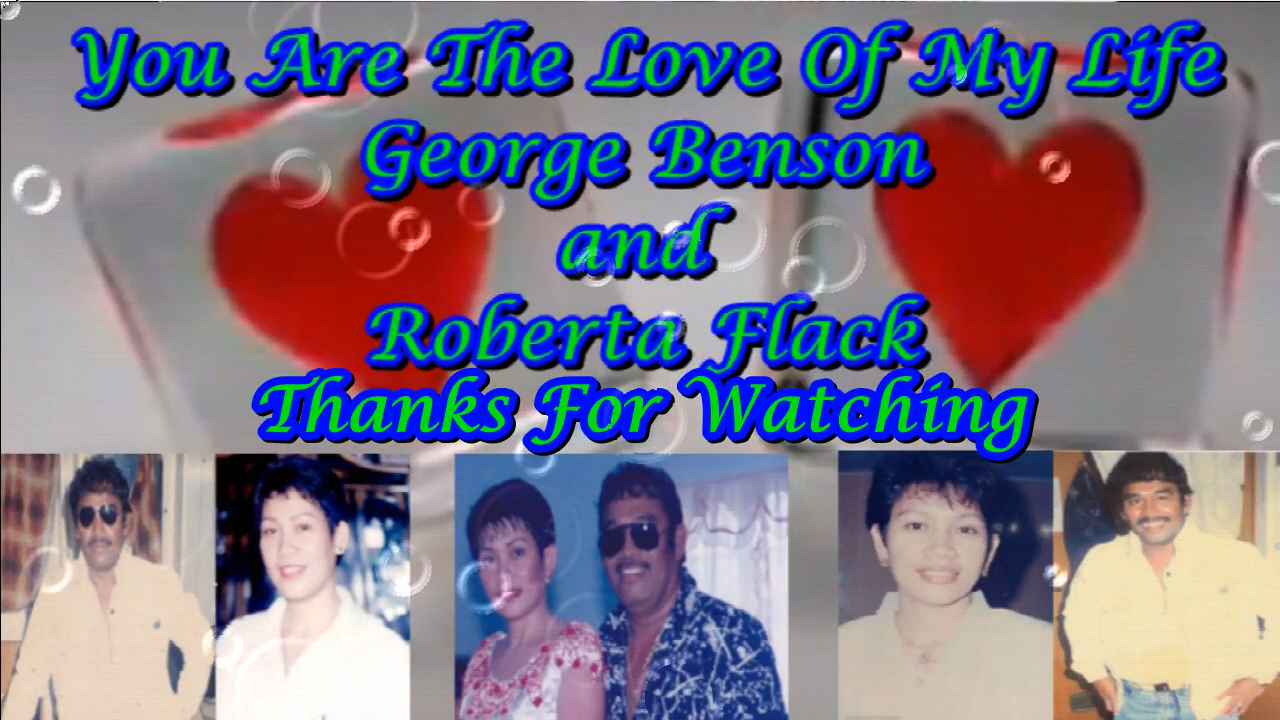 You Are The Love Of My Life
George Benson
and
Roberta Flack
Thanks For Watching